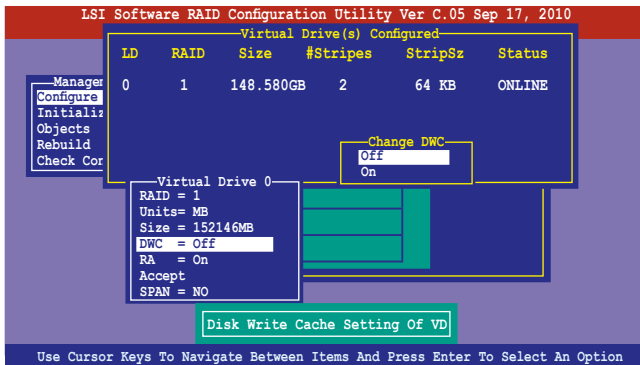 LSI Software RAID Configuration Utility Ver C.05 Sep 17, 2010
Virtual Drive(s) Configured
LD RAID Size #Stripes StripSz Status
0 1 148.580GB 2 64 KB ONLINE
Configure
Initializ
Objects
Rebuild
Check Con
Change DWC
Off
On
Virtual Drive 0
RAID = 1
Units= MB
Size = 152146MB
DWC = Off
RA = On
Accept
SPAN = NO
Disk Write Cache Setting Of VD
Use Cursor Keys To Navigate Between Items And Press Enter To Select An Option